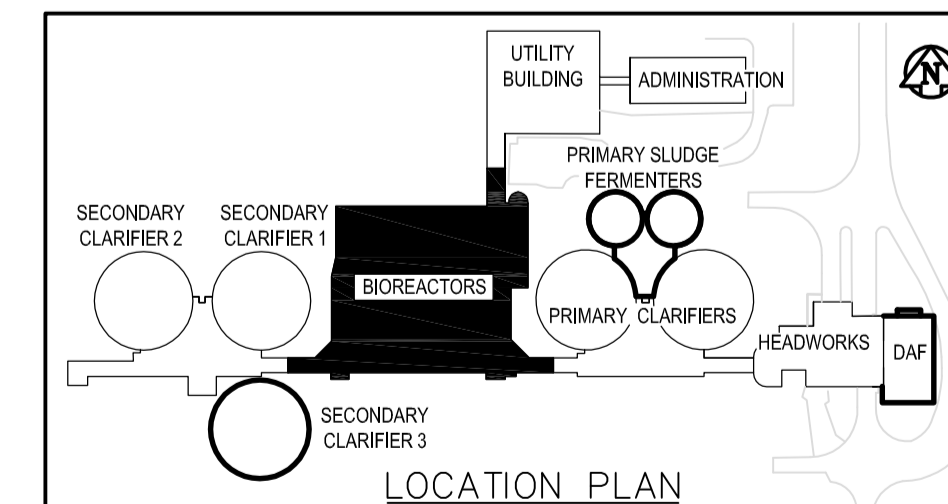 UTILITY
BUILDING
ADMINISTRATION
N
PRIMARY SLUDGE
FERMENTERS
SECONDARY
CLARIFIER 2
SECONDARY
CLARIFIER 1
BIOREACTORS
PRIMARY CLARIFIERS
HEADWORKS
DAF
SECONDARY
CLARIFIER 3
LOCATION PLAN